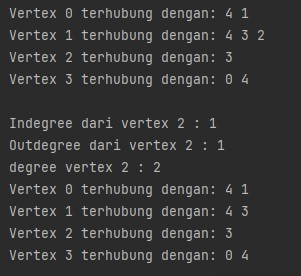 Vertex 0 terhubung dengan: 4 1
Vertex 1 terhubung dengan: 4 3 2
Vertex 2 terhubung dengan: 3
Vertex 3 terhubung dengan: 0 4
Indegree dari vertex 2 : 1
Outdegree dari vertex 2 : 1
degree vertex 2 : 2
Vertex 0 terhubung dengan: 4 1
Vertex 1 terhubung dengan: 4 3
Vertex 2 terhubung dengan: 3
Vertex 3 terhubung dengan: 0 4